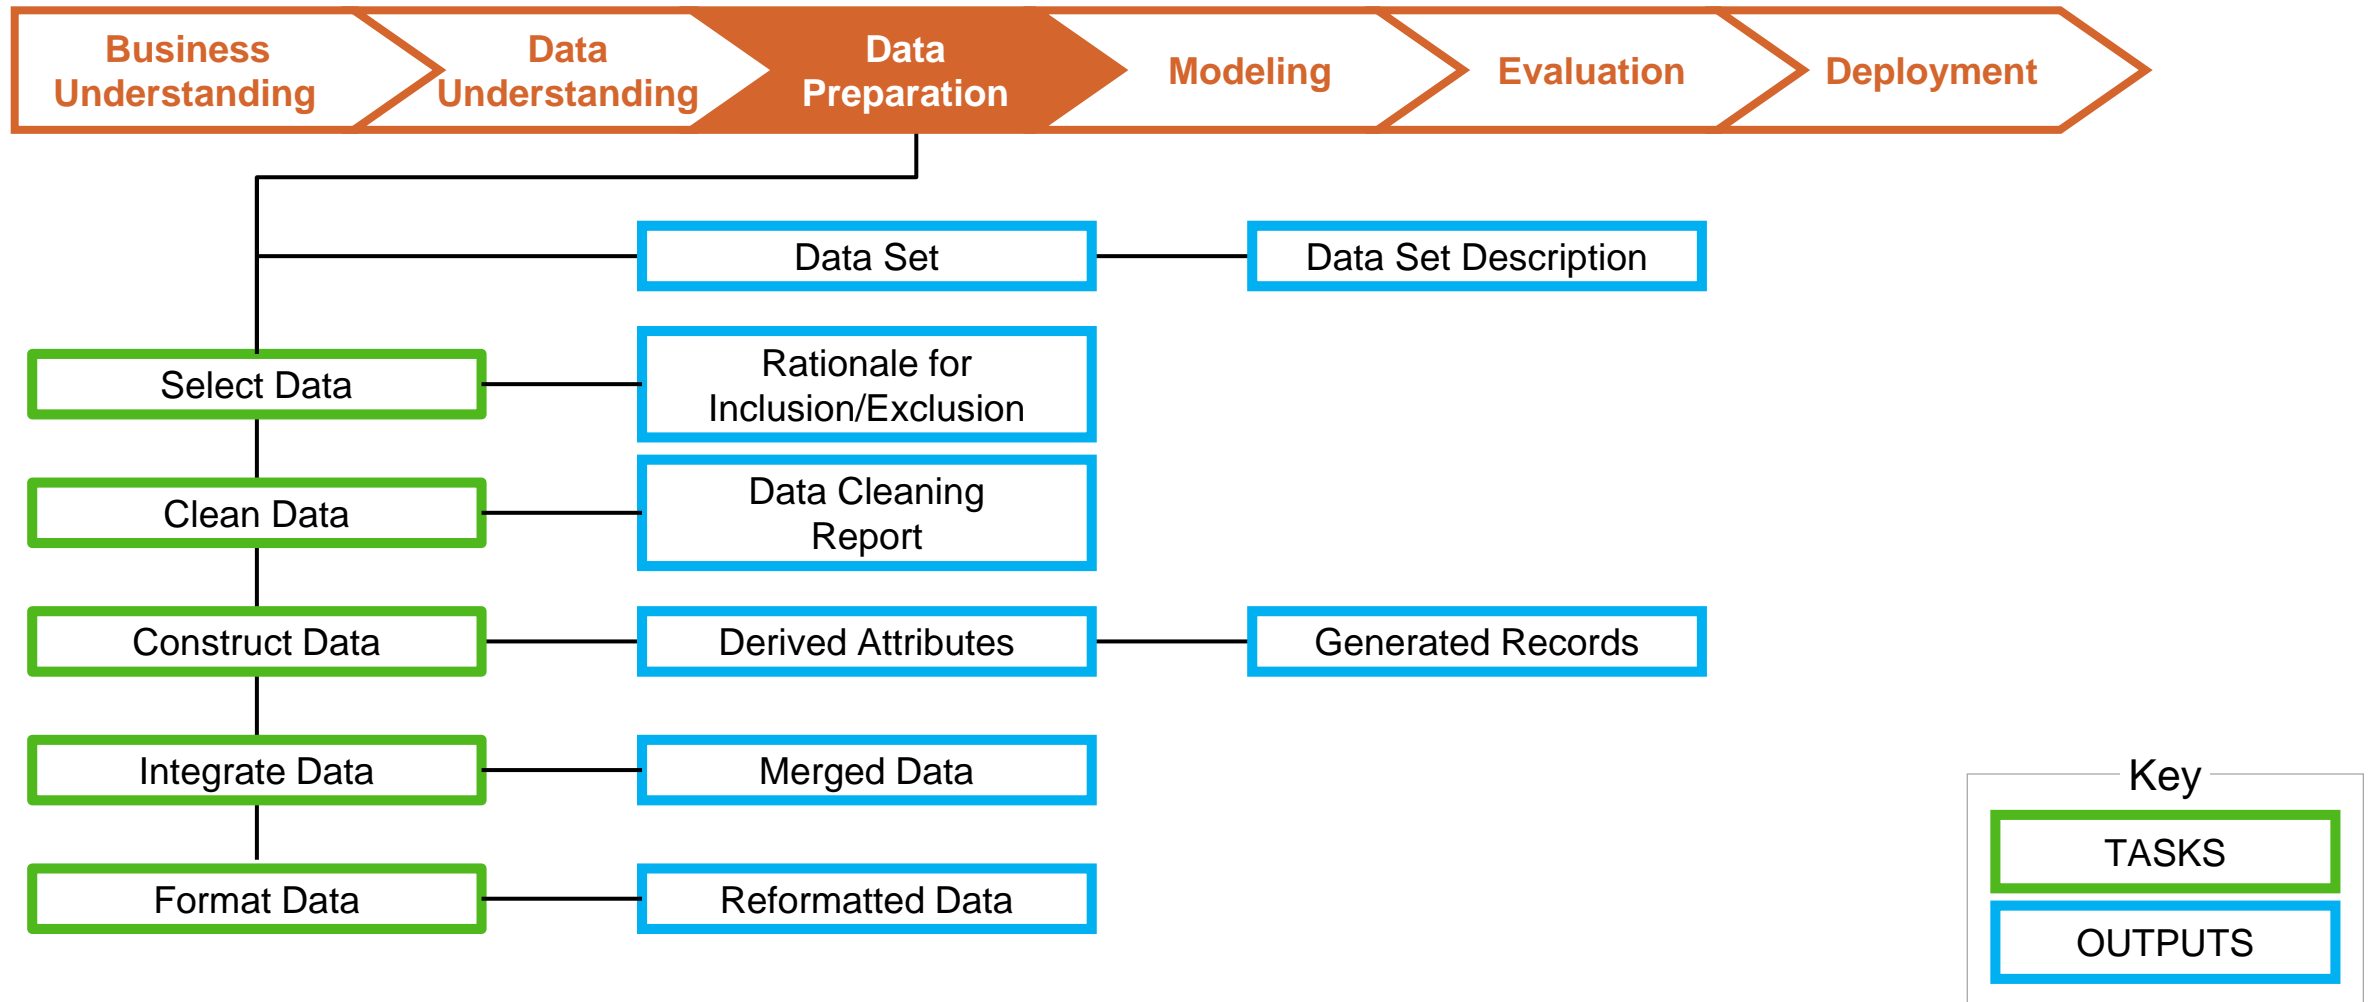 Business
Understanding
Data
Understanding
Data
Preparation
Modeling
Evaluation
Deployment
Data Set
Data Set Description
Select Data
Rationale for
Inclusion/Exclusion
Clean Data
Data Cleaning
Report
Construct Data
Derived Attributes
Generated Records
Integrate Data
Merged Data
Format Data
Reformatted Data
Key
TASKS
OUTPUTS